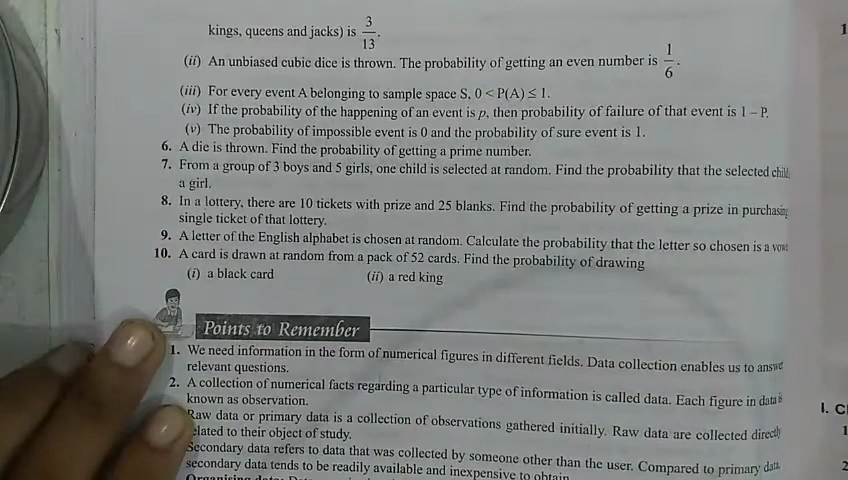 kings, queens and jacks) is 3/13.
(ii) An unbiased cubic dice is thrown. The probability of getting an even number is 1/6.
(iii) For every event A belonging to sample space S, 0 < P(A) ≤ 1.
(iv) If the probability of the happening of an event is p, then probability of failure of that event is 1 – P.
(v) The probability of impossible event is 0 and the probability of sure event is 1.
6. A die is thrown. Find the probability of getting a prime number.
7. From a group of 3 boys and 5 girls, one child is selected at random. Find the probability that the selected chil
a girl.
8. In a lottery, there are 10 tickets with prize and 25 blanks. Find the probability of getting a prize in purchasing
single ticket of that lottery.
9. A letter of the English alphabet is chosen at random. Calculate the probability that the letter so chosen is a vow
10. A card is drawn at random from a pack of 52 cards. Find the probability of drawing
(i) a black card (ii) a red king
Points to Remember
1. We need information in the form of numerical figures in different fields. Data collection enables us to answe
relevant questions.
2. A collection of numerical facts regarding a particular type of information is called data. Each figure in data is
known as observation.
Raw data or primary data is a collection of observations gathered initially. Raw data are collected directly
elated to their object of study.
Secondary data refers to data that was collected by someone other than the user. Compared to primary data
secondary data tends to be readily available and inexpensive to obtain
1
I. C
1
2